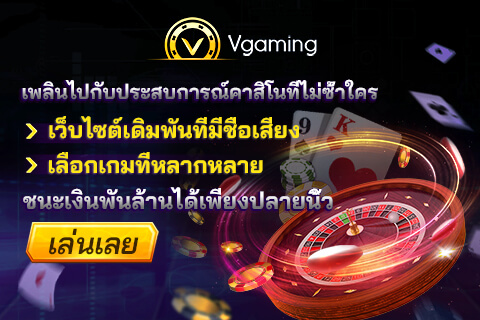 Vgaming
เพลินไปกับประสบการณ์คาสิโนที่ไม่ซ้ำใคร
เว็บไซต์เดิมพันที่มีชื่อเสียง
เลือกเกมที่หลากหลาย
ชนะเงินพันล้านได้เพียงปลายนิ้ว
เล่นเลย
9
K